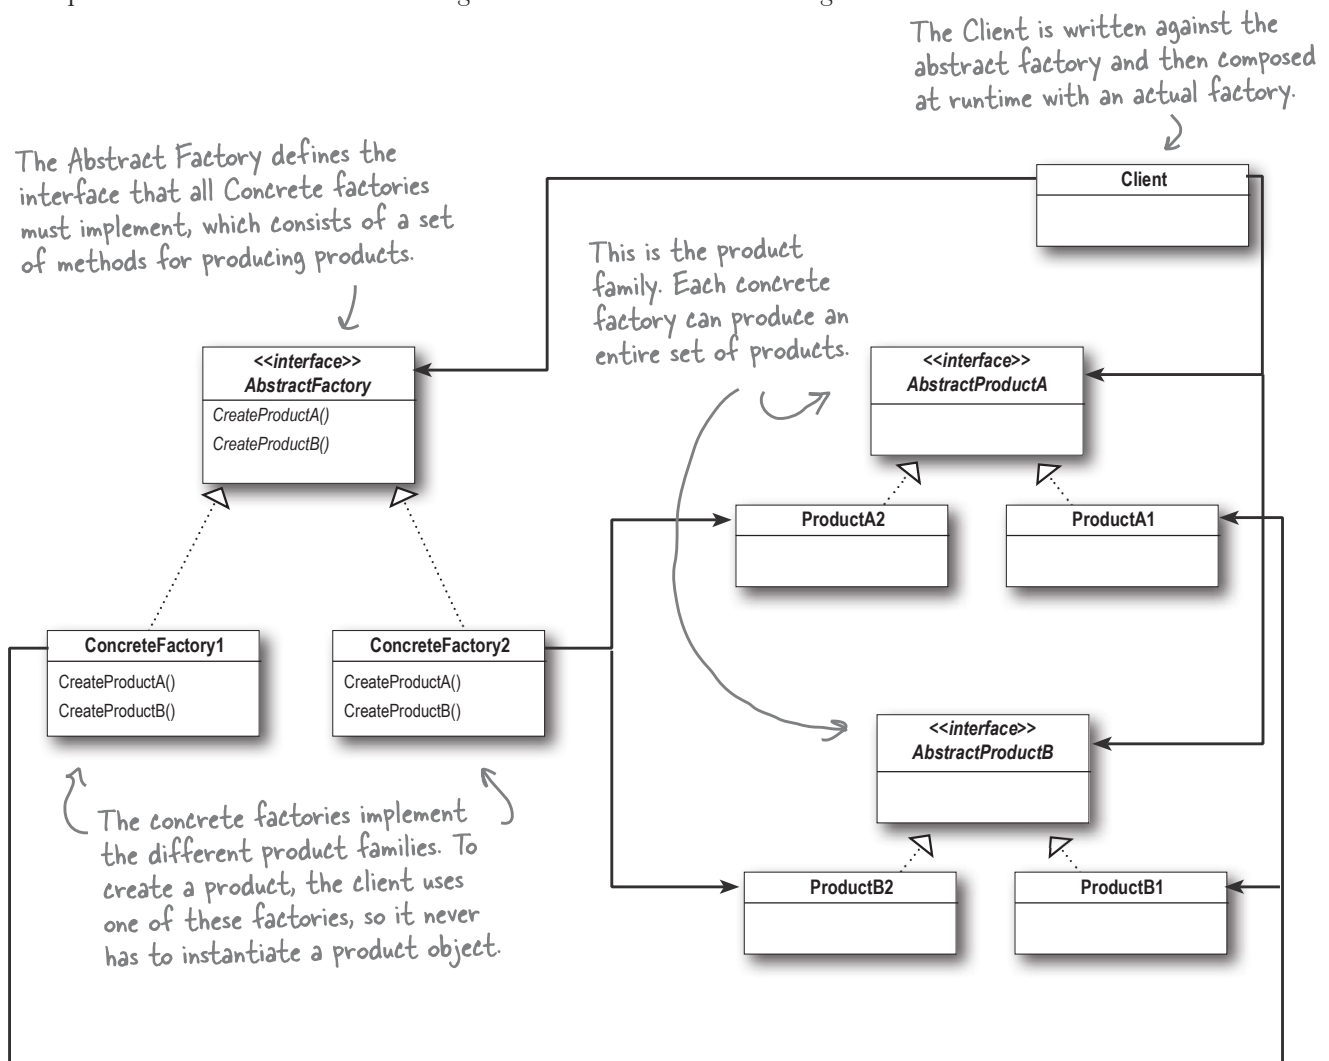 The Client is written against the
abstract factory and then composed
at runtime with an actual factory.
The Abstract Factory defines the
interface that all Concrete factories
must implement, which consists of a set
of methods for producing products.
Client
This is the product
family. Each concrete
factory can produce an
entire set of products.
<<interface>>
AbstractFactory
CreateProductA()
CreateProductB()
<<interface>>
AbstractProductA
ProductA2
ProductA1
ConcreteFactory1
CreateProductA()
CreateProductB()
ConcreteFactory2
CreateProductA()
CreateProductB()
<<interface>>
AbstractProductB
The concrete factories implement
the different product families. To
create a product, the client uses
one of these factories, so it never
has to instantiate a product object.
ProductB2
ProductB1